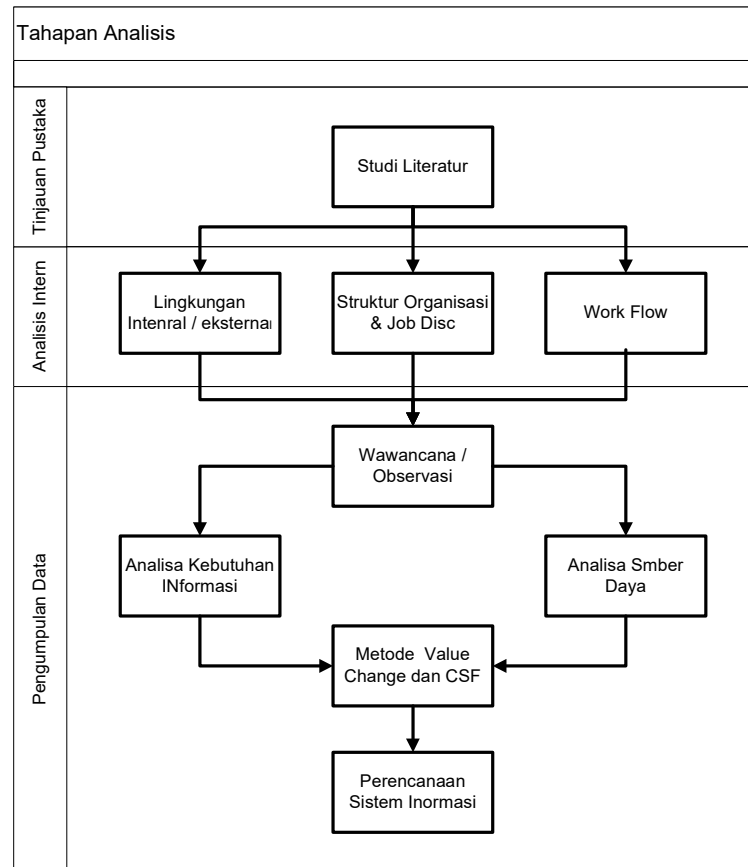 Tahapan Analisis
Tinjauan Pustaka
Studi Literatur
Analisis Intern
Lingkungan
Intenral / eksternal
Struktur Organisasi
& Job Disc
Work Flow
Pengumpulan Data
Wawancana /
Observasi
Analisa Kebutuhan
INformasi
Analisa Smber
Daya
Metode Value
Change dan CSF
Perencanaan
Sistem Inormasi